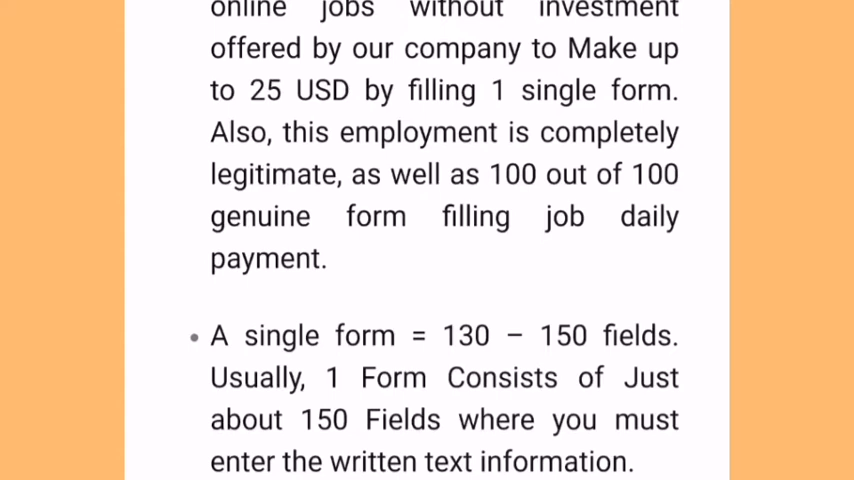 online jobs without investment
offered by our company to Make up
to 25 USD by filling 1 single form.
Also, this employment is completely
legitimate, as well as 100 out of 100
genuine form filling job daily
payment.
• A single form = 130 – 150 fields.
Usually, 1 Form Consists of Just
about 150 Fields where you must
enter the written text information.